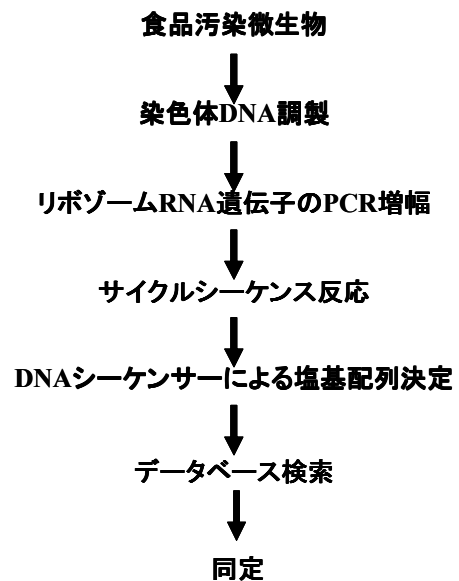 食品汚染微生物
染色体DNA調製
リボゾームRNA遺伝子のPCR増幅
サイクルシーケンス反応
DNAシーケンサーによる塩基配列決定
データベース検索
同定